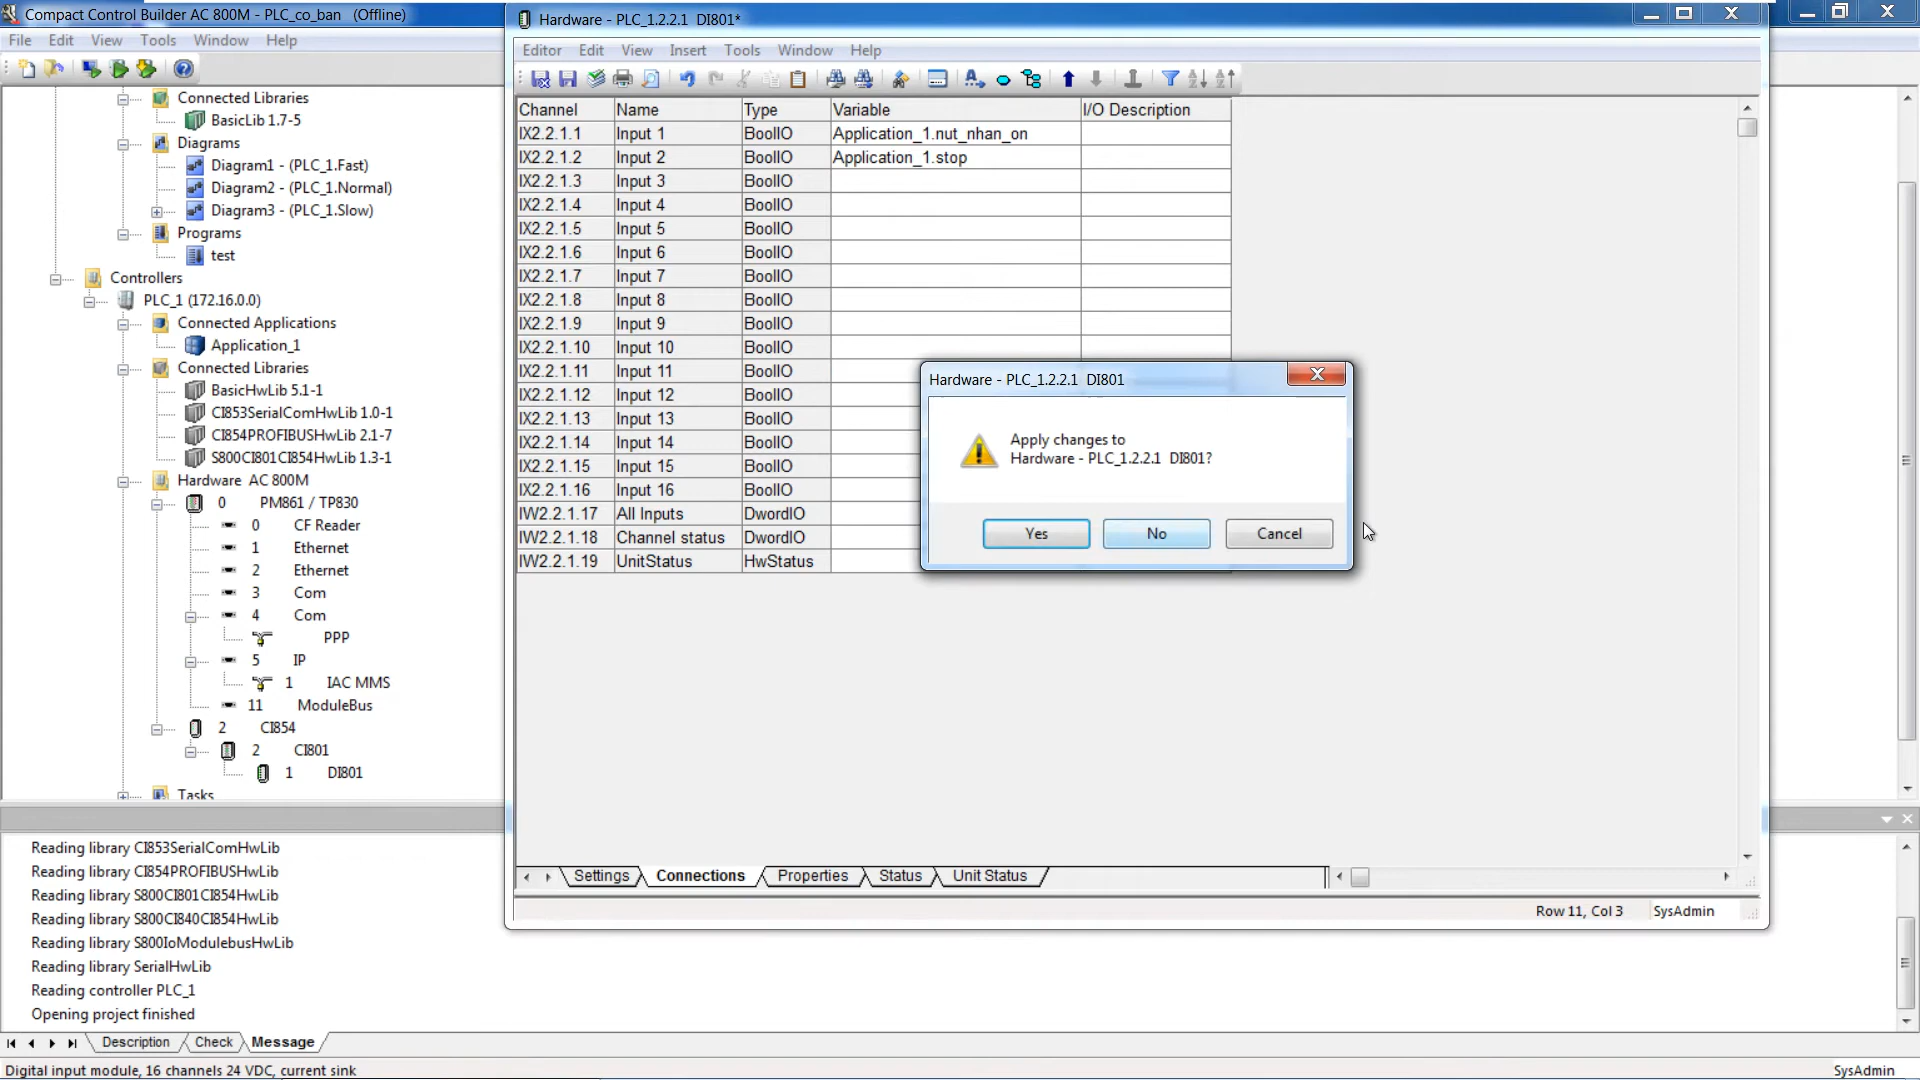 Compact Control Builder AC 800M - PLC_co_ban (Offline)
File Edit View Tools Window Help
Connected Libraries
BasicLib 1.7-5
Diagrams
Diagram1 - (PLC_1.Fast)
Diagram2 - (PLC_1.Normal)
Diagram3 - (PLC_1.Slow)
Programs
test
Controllers
PLC_1 (172.16.0.0)
Connected Applications
Application_1
Connected Libraries
BasicHwLib 5.1-1
CI853SerialComHwLib 1.0-1
CI854PROFIBUSHwLib 2.1-7
S800CI801CI854HwLib 1.3-1
Hardware AC 800M
0 PM861 / TP830
0 CF Reader
1 Ethernet
2 Ethernet
3 Com
4 Com
PPP
5 IP
1 IAC MMS
11 ModuleBus
2 CI854
2 CI801
1 DI801
Tasks
Hardware - PLC_1.2.2.1 DI801*
Editor Edit View Insert Tools Window Help
Channel Name Type Variable I/O Description
IX2.2.1.1 Input 1 BoolIO Application_1.nut_nhan_on
IX2.2.1.2 Input 2 BoolIO Application_1.stop
IX2.2.1.3 Input 3 BoolIO
IX2.2.1.4 Input 4 BoolIO
IX2.2.1.5 Input 5 BoolIO
IX2.2.1.6 Input 6 BoolIO
IX2.2.1.7 Input 7 BoolIO
IX2.2.1.8 Input 8 BoolIO
IX2.2.1.9 Input 9 BoolIO
IX2.2.1.10 Input 10 BoolIO
IX2.2.1.11 Input 11 BoolIO
IX2.2.1.12 Input 12 BoolIO
IX2.2.1.13 Input 13 BoolIO
IX2.2.1.14 Input 14 BoolIO
IX2.2.1.15 Input 15 BoolIO
IX2.2.1.16 Input 16 BoolIO
IW2.2.1.17 All Inputs DwordIO
IW2.2.1.18 Channel status DwordIO
IW2.2.1.19 UnitStatus HwStatus
Hardware - PLC_1.2.2.1 DI801
Apply changes to
Hardware - PLC_1.2.2.1 DI801?
Yes No Cancel
Settings Connections Properties Status Unit Status
Row 11, Col 3 SysAdmin
Reading library CI853SerialComHwLib
Reading library CI854PROFIBUSHwLib
Reading library S800CI801CI854HwLib
Reading library S800CI840CI854HwLib
Reading library S800IoModulebusHwLib
Reading library SerialHwLib
Reading controller PLC_1
Opening project finished
Description Check Message
Digital input module, 16 channels 24 VDC, current sink SysAdmin